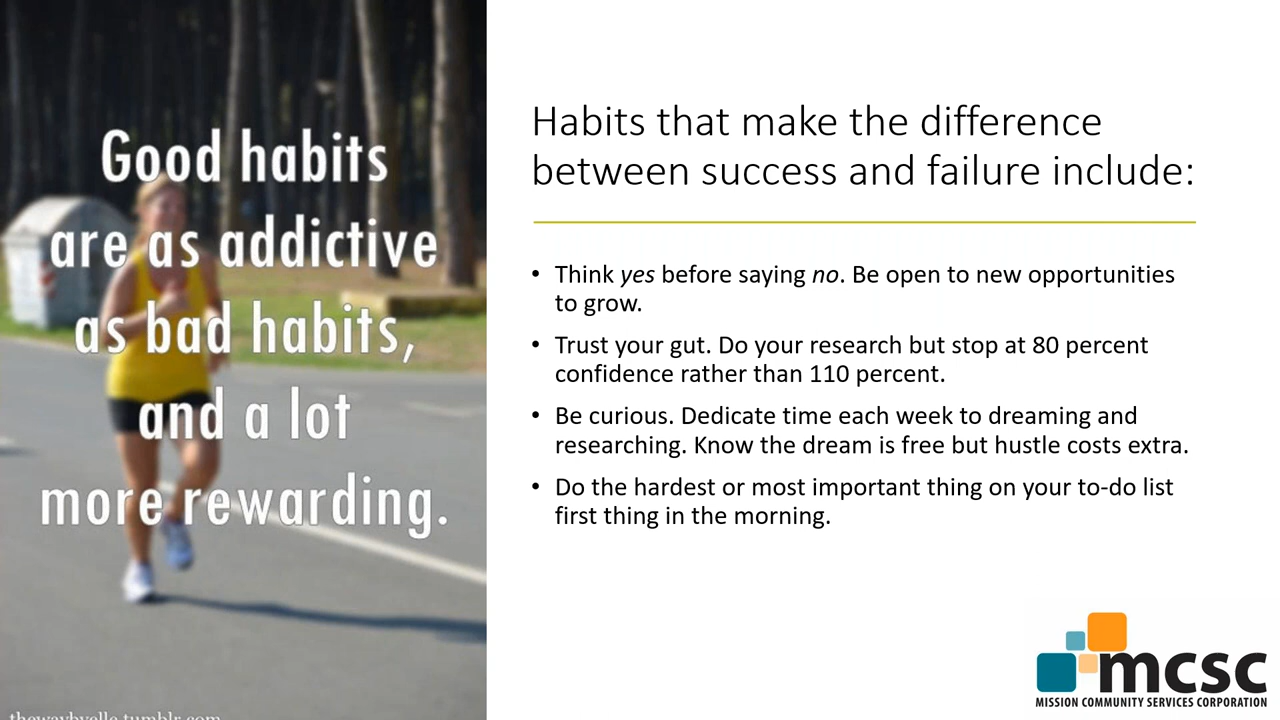 Good habits
are as addictive
as bad habits,
and a lot
more rewarding.
thewaybyelle.tumblr.com
Habits that make the difference
between success and failure include:
• Think yes before saying no. Be open to new opportunities
to grow.
• Trust your gut. Do your research but stop at 80 percent
confidence rather than 110 percent.
• Be curious. Dedicate time each week to dreaming and
researching. Know the dream is free but hustle costs extra.
• Do the hardest or most important thing on your to-do list
first thing in the morning.
mcsc
MISSION COMMUNITY SERVICES CORPORATION